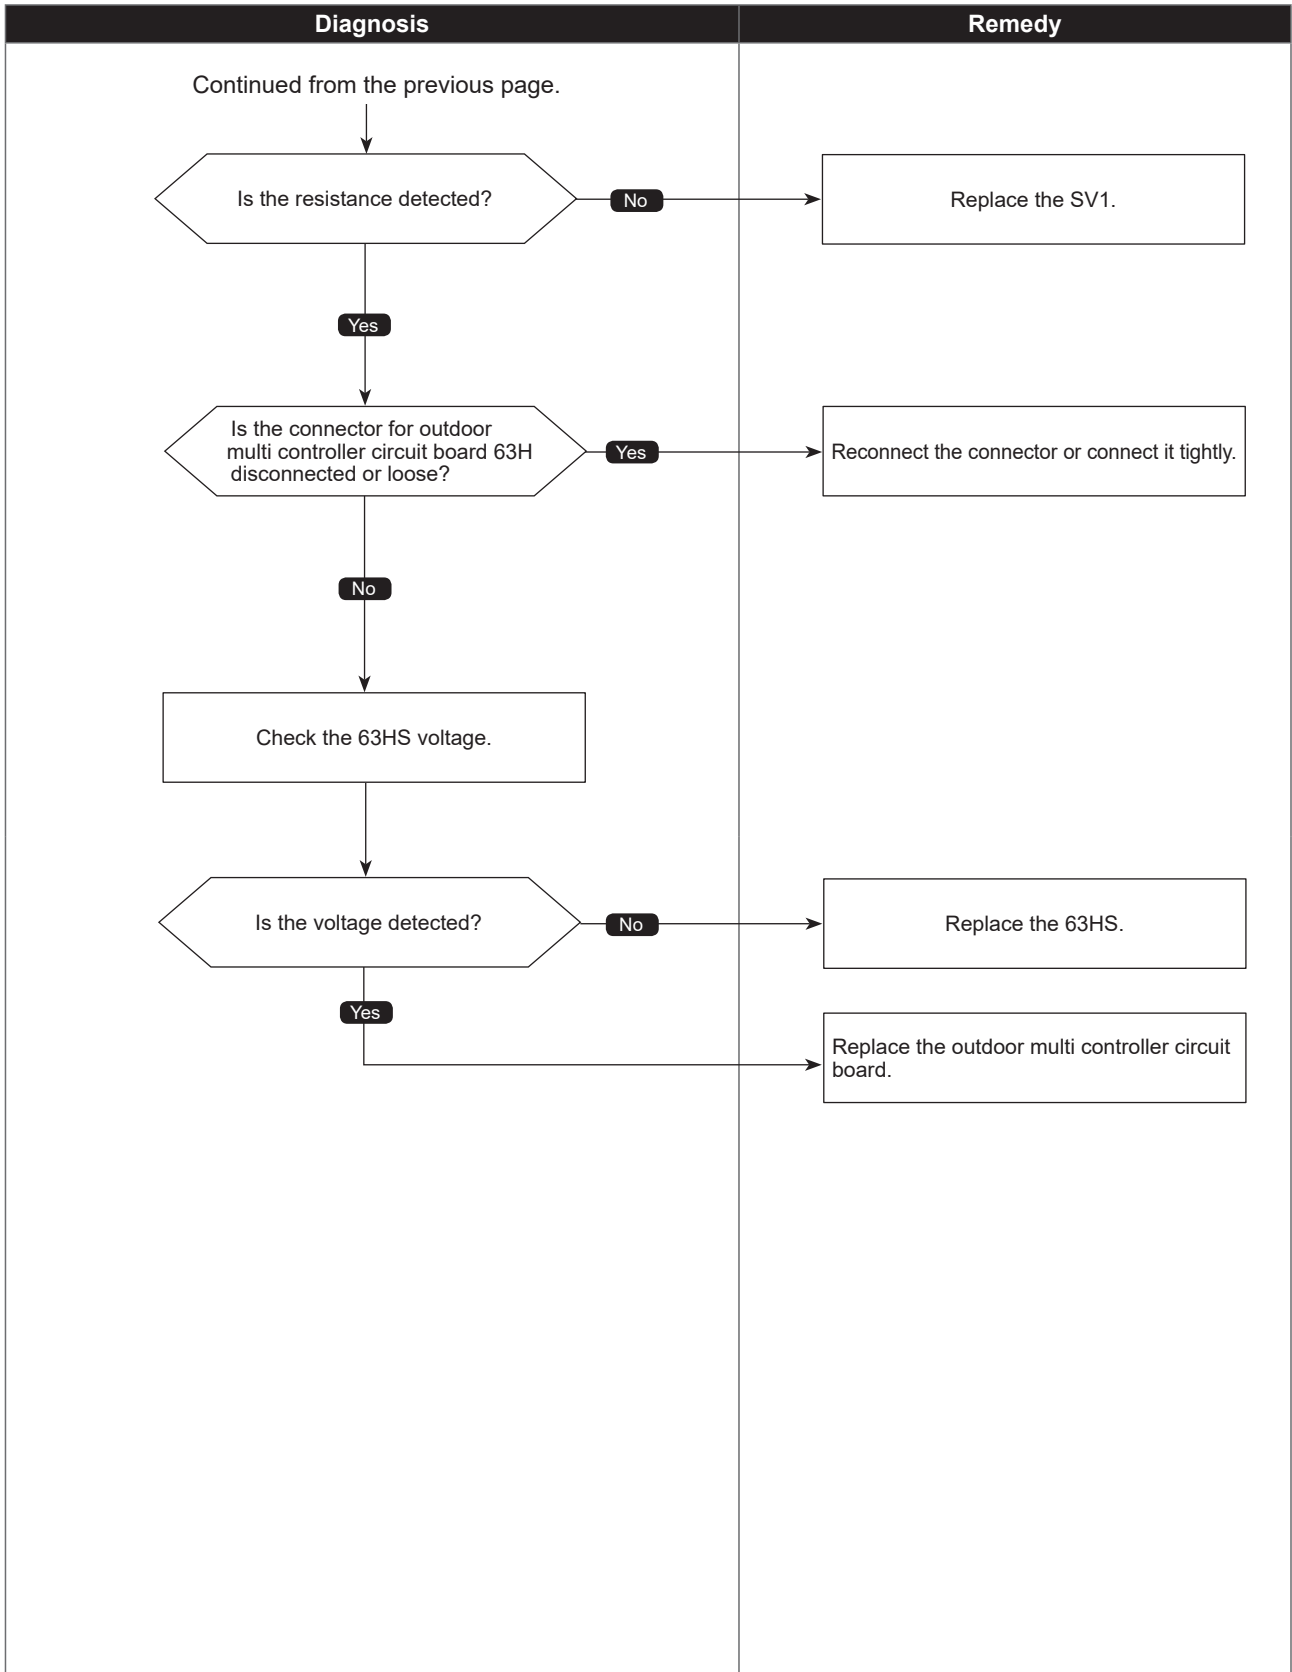 Diagnosis
Remedy
Continued from the previous page.
Is the resistance detected?
No
Replace the SV1.
Yes
Is the connector for outdoor
multi controller circuit board 63H
disconnected or loose?
Yes
Reconnect the connector or connect it tightly.
No
Check the 63HS voltage.
Is the voltage detected?
No
Replace the 63HS.
Yes
Replace the outdoor multi controller circuit
board.